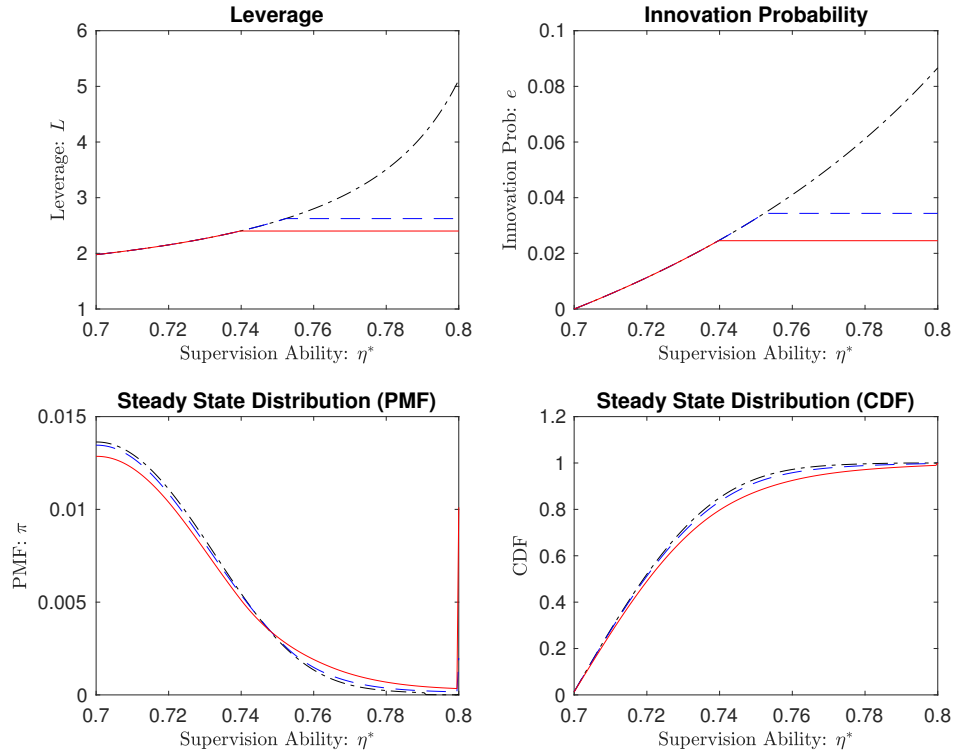 Leverage
6
5
4
3
2
1
0.7 0.72 0.74 0.76 0.78 0.8
Leverage: L
Supervision Ability: η*
Innovation Probability
0.1
0.08
0.06
0.04
0.02
0
0.7 0.72 0.74 0.76 0.78 0.8
Innovation Prob: e
Supervision Ability: η*
Steady State Distribution (PMF)
0.015
0.01
0.005
0
0.7 0.72 0.74 0.76 0.78 0.8
PMF: π
Supervision Ability: η*
Steady State Distribution (CDF)
1.2
1
0.8
0.6
0.4
0.2
0
0.7 0.72 0.74 0.76 0.78 0.8
CDF
Supervision Ability: η*